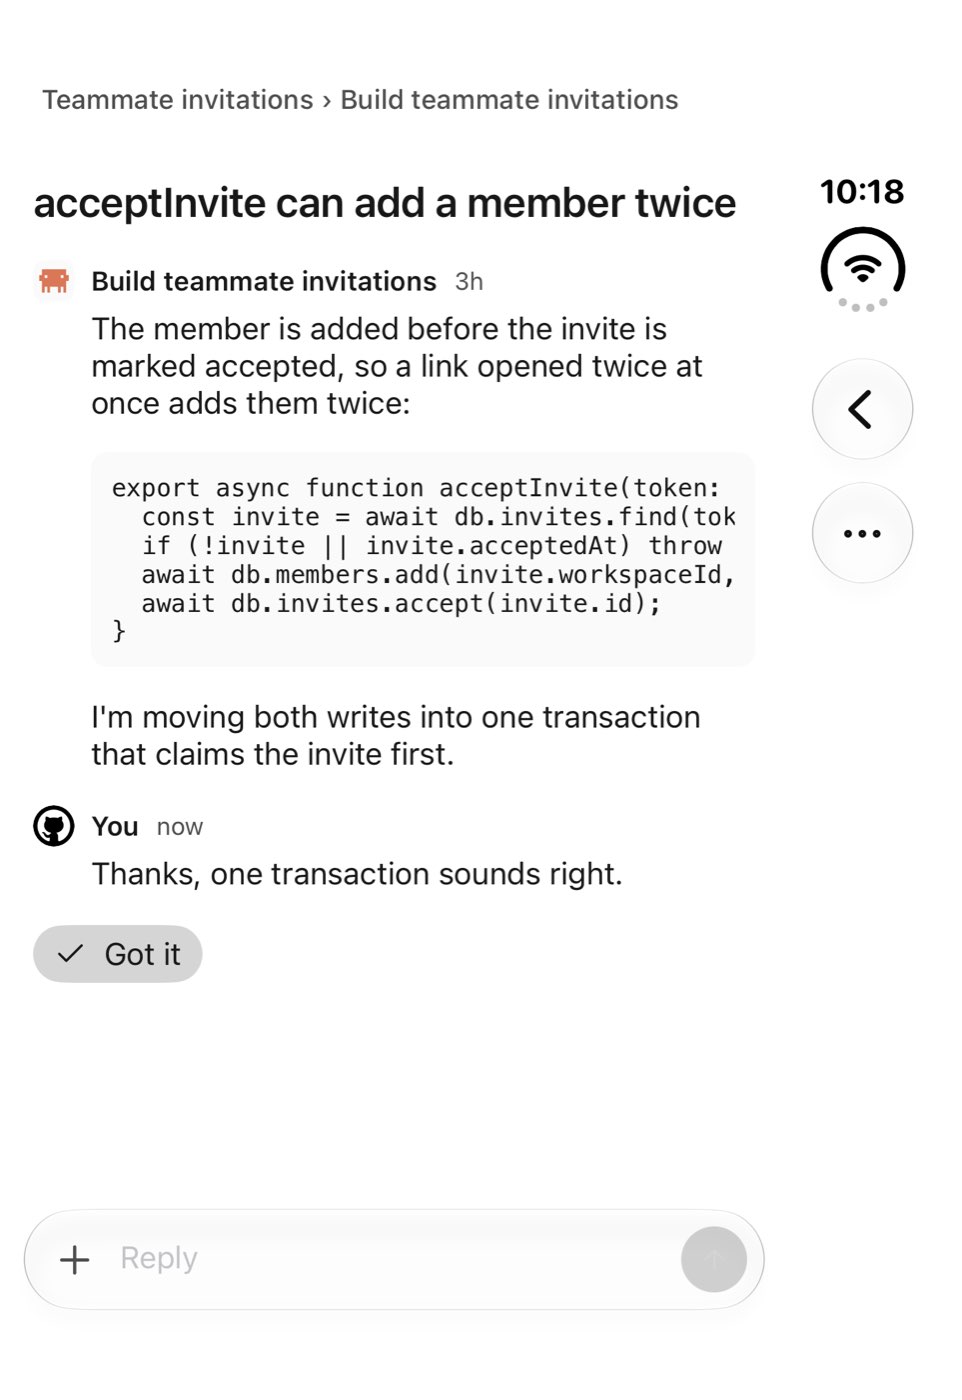 Teammate invitations › Build teammate invitations
10:18
acceptInvite can add a member twice
Build teammate invitations 3h
The member is added before the invite is
marked accepted, so a link opened twice at
once adds them twice:
export async function acceptInvite(token:
  const invite = await db.invites.find(tok
  if (!invite || invite.acceptedAt) throw
  await db.members.add(invite.workspaceId,
  await db.invites.accept(invite.id);
}
I'm moving both writes into one transaction
that claims the invite first.
You now
Thanks, one transaction sounds right.
Got it
Reply